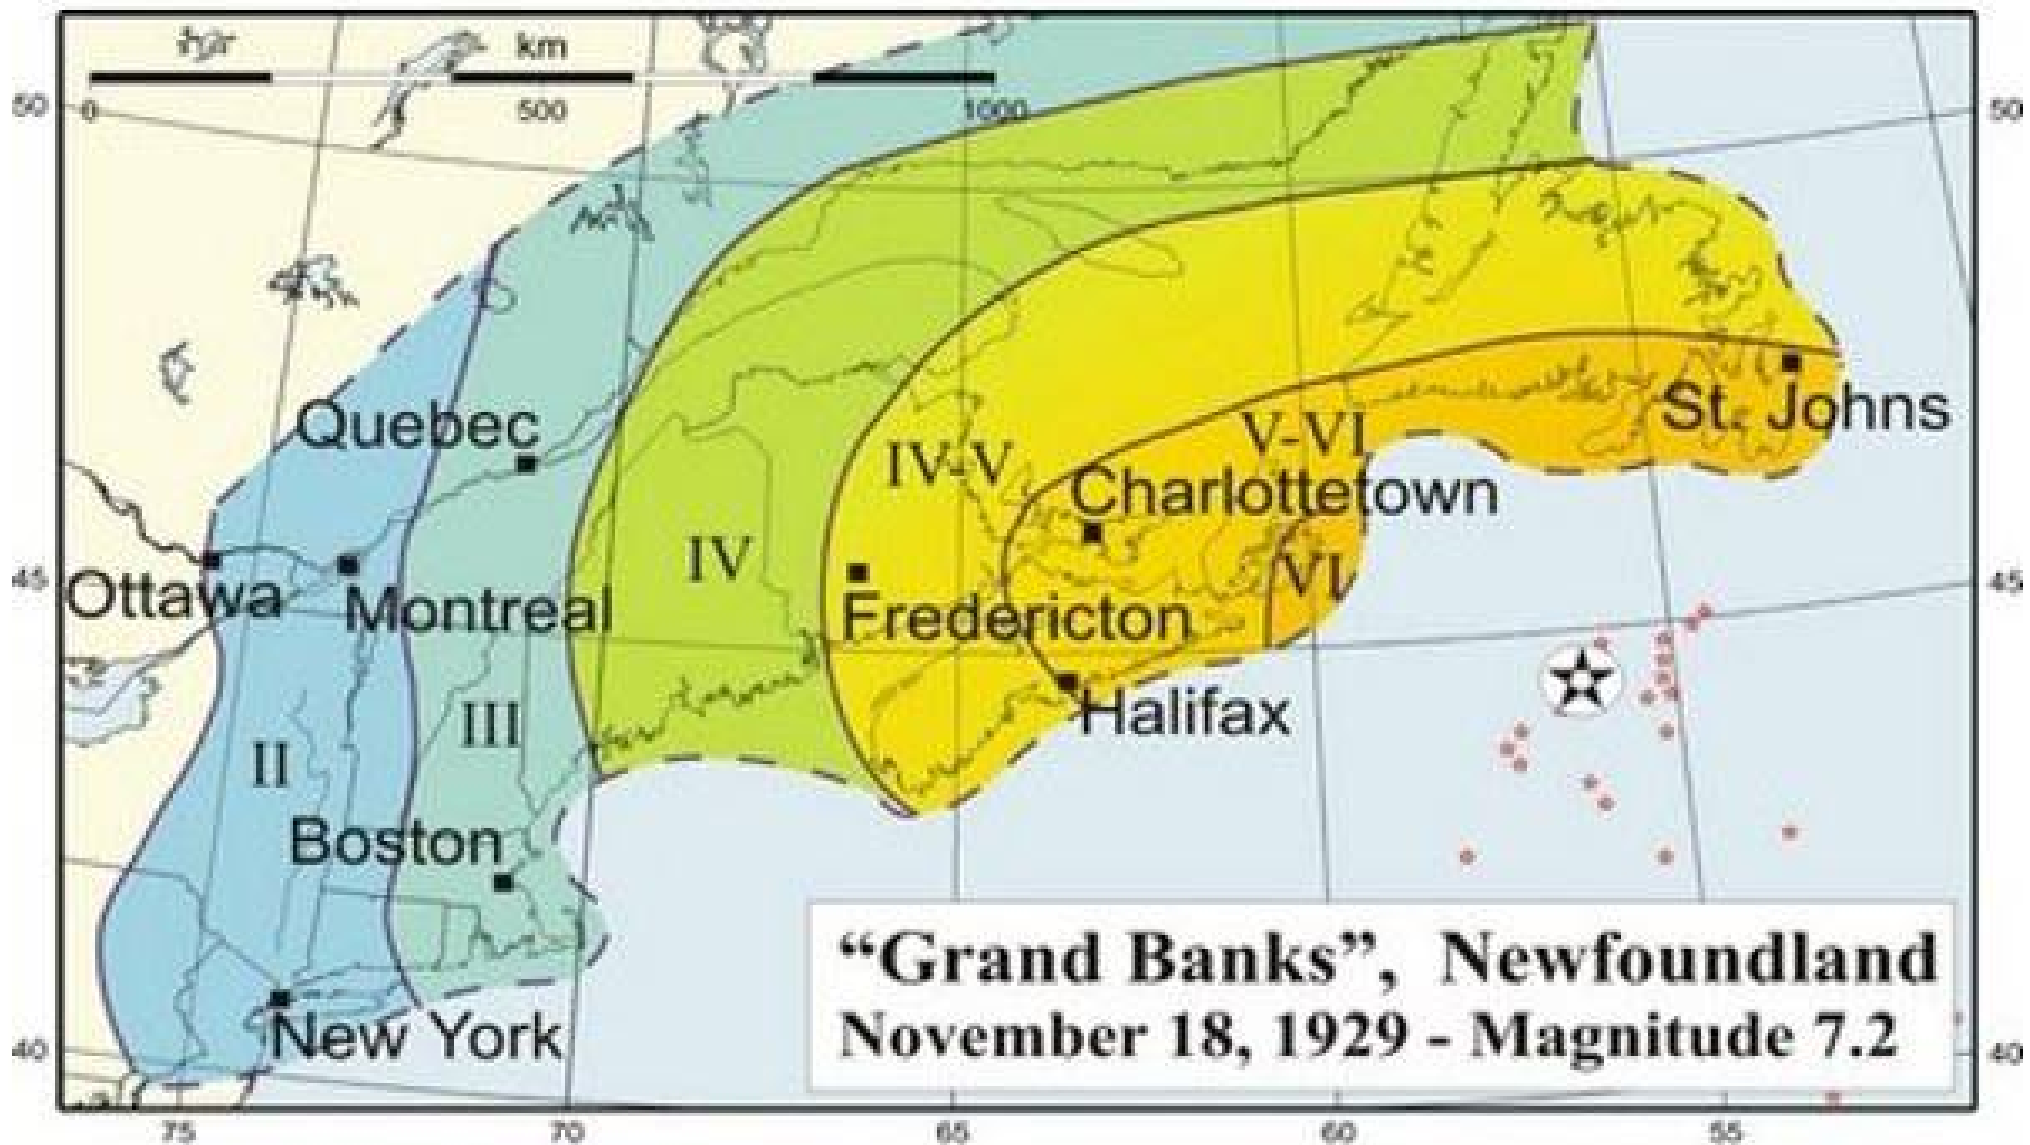 km
0
500
1000
50
50
Quebec
St. Johns
V-VI
IV-V
Charlottetown
IV
VI
45
45
Ottawa
Montreal
Fredericton
Halifax
III
II
Boston
“Grand Banks”, Newfoundland
November 18, 1929 - Magnitude 7.2
New York
40
40
75
70
65
60
55